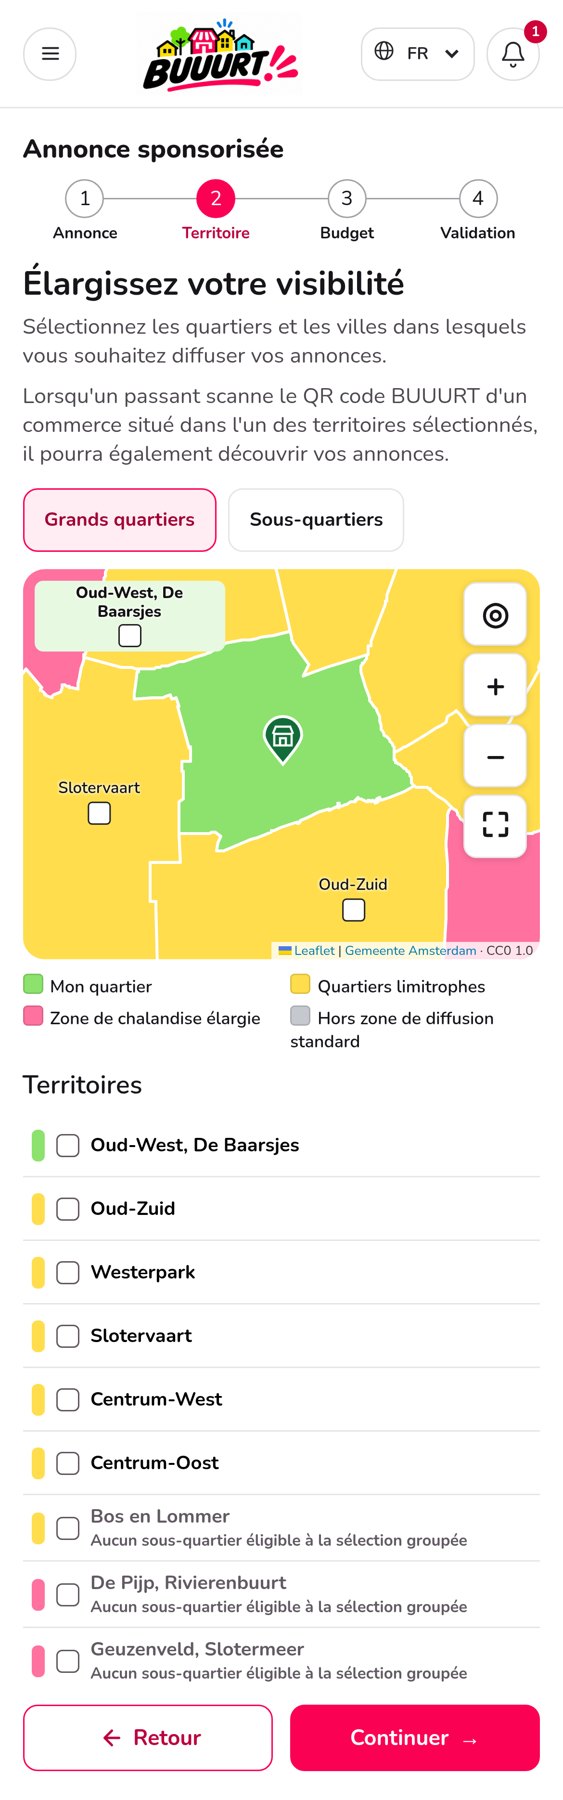 BUUURT!
FR
1
Annonce sponsorisée
1
2
3
4
Annonce
Territoire
Budget
Validation
Élargissez votre visibilité
Sélectionnez les quartiers et les villes dans lesquels
vous souhaitez diffuser vos annonces.
Lorsqu'un passant scanne le QR code BUUURT d'un
commerce situé dans l'un des territoires sélectionnés,
il pourra également découvrir vos annonces.
Grands quartiers
Sous-quartiers
Oud-West, De
Baarsjes
+
Slotervaart
−
Oud-Zuid
Leaflet | Gemeente Amsterdam · CC0 1.0
Mon quartier
Quartiers limitrophes
Zone de chalandise élargie
Hors zone de diffusion
standard
Territoires
Oud-West, De Baarsjes
Oud-Zuid
Westerpark
Slotervaart
Centrum-West
Centrum-Oost
Bos en Lommer
Aucun sous-quartier éligible à la sélection groupée
De Pijp, Rivierenbuurt
Aucun sous-quartier éligible à la sélection groupée
Geuzenveld, Slotermeer
Aucun sous-quartier éligible à la sélection groupée
← Retour
Continuer →